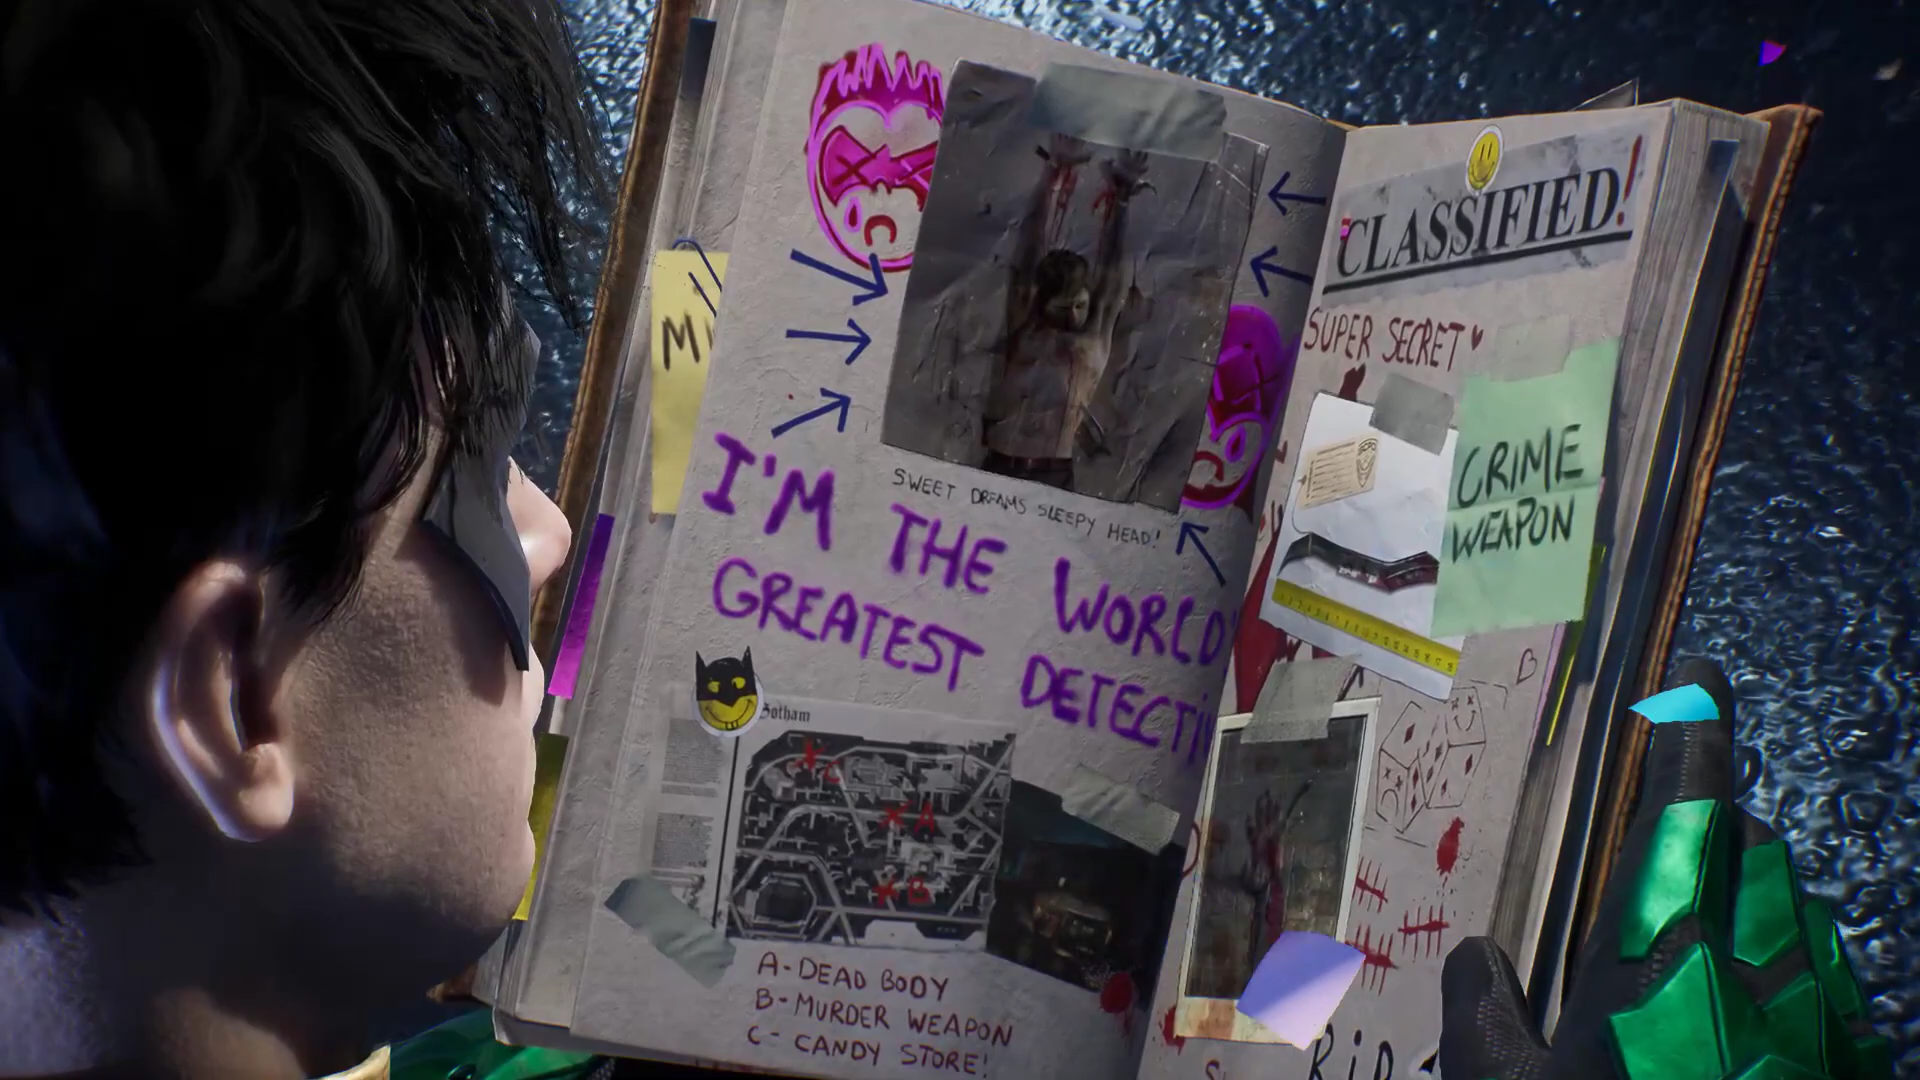 I'M THE WORLD'
GREATEST DETECTI
SWEET DREAMS SLEEPY HEAD!
Gotham
C
A
B
A-DEAD BODY
B-MURDER WEAPON
C- CANDY STORE!
CLASSIFIED!
SUPER SECRET
CRIME
WEAPON